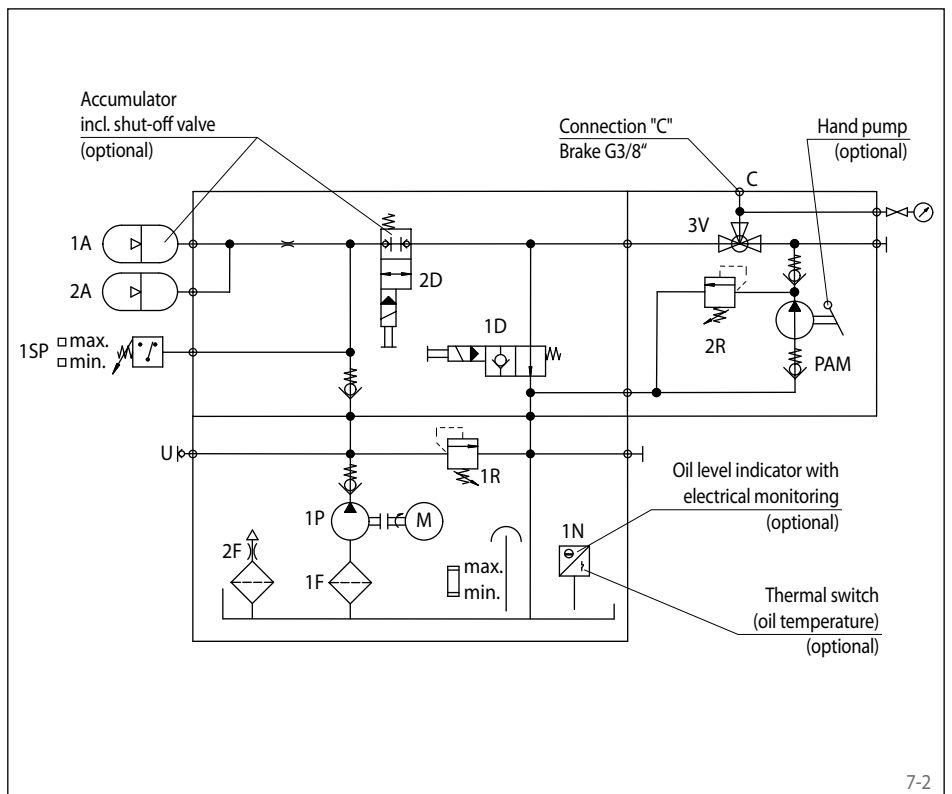 Accumulator
incl. shut-off valve
(optional)
Connection "C"
Brake G3/8“
Hand pump
(optional)
C
3V
1A
2A
2D
1D
2R
PAM
1SP
max.
min.
U
1R
1P
M
2F
1F
max.
min.
1N
Oil level indicator with
electrical monitoring
(optional)
Thermal switch
(oil temperature)
(optional)
7-2